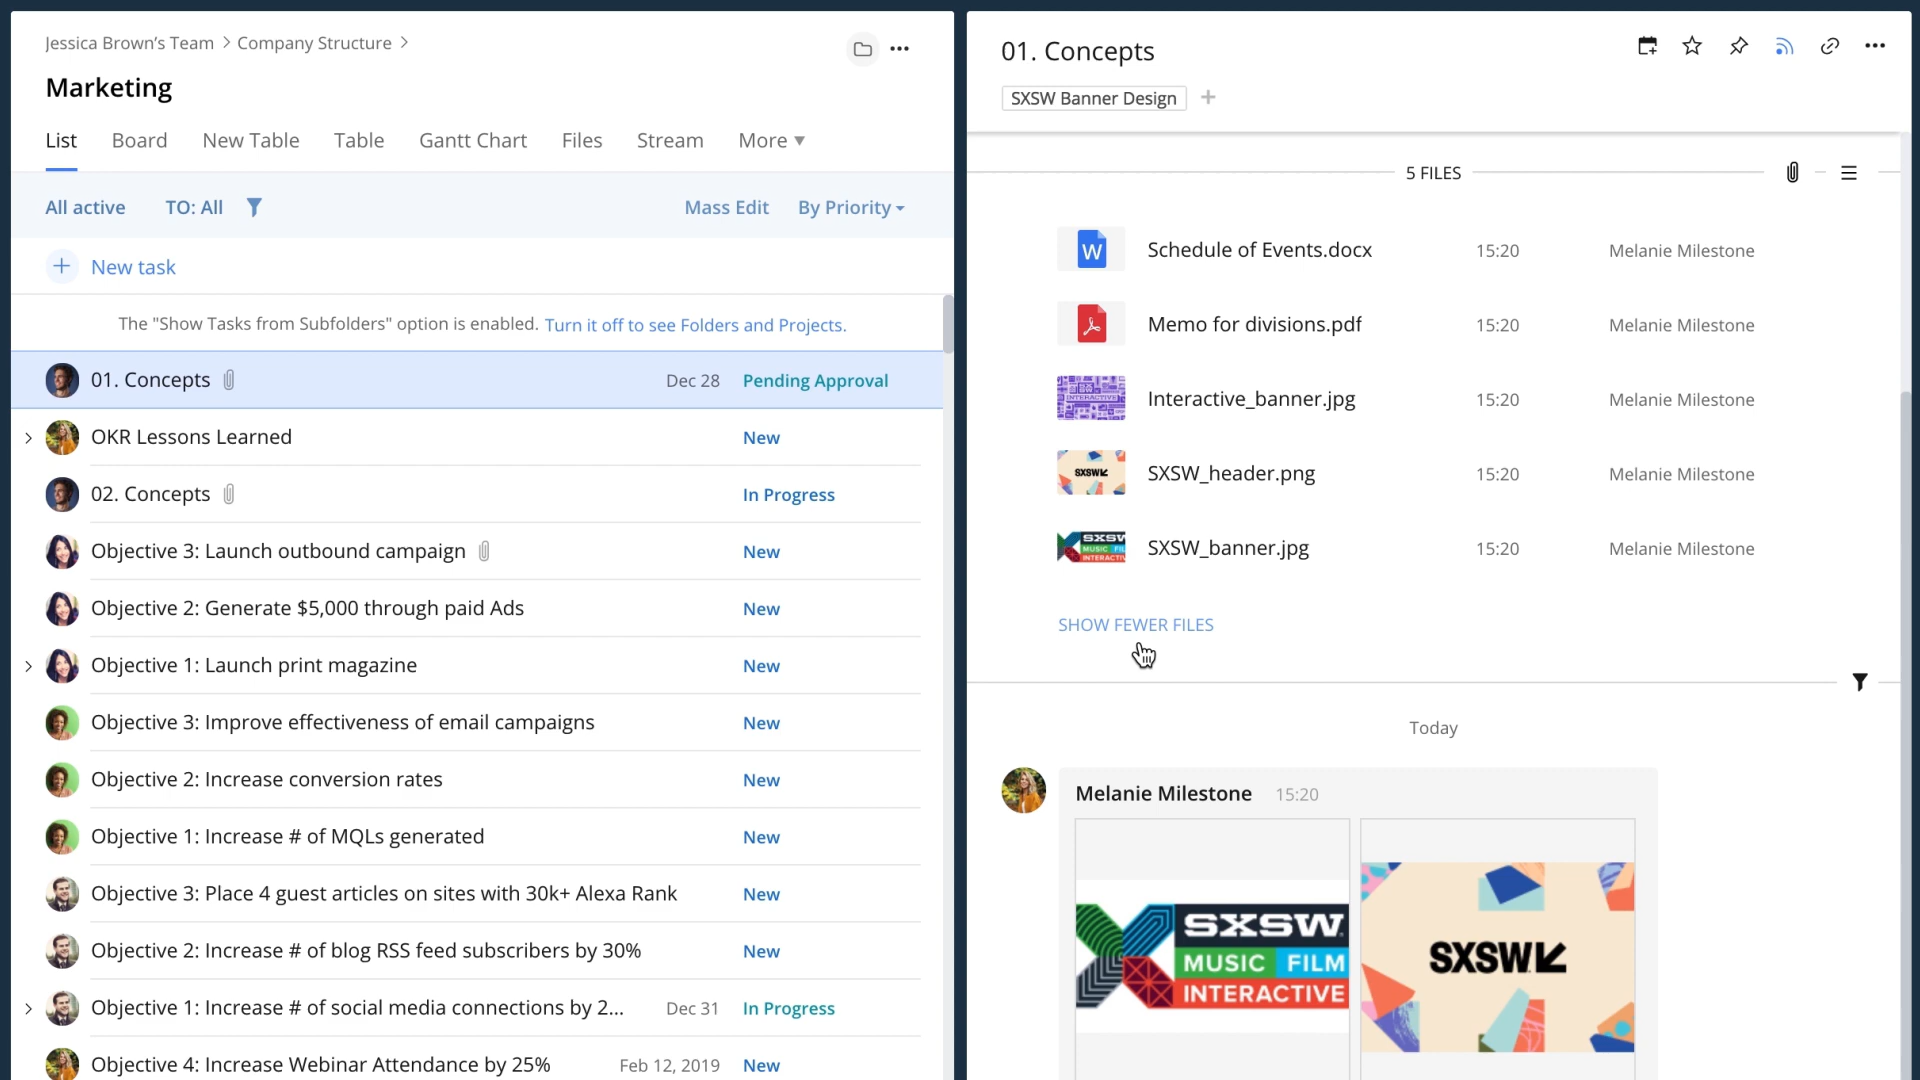 Jessica Brown's Team > Company Structure >
Marketing
List Board New Table Table Gantt Chart Files Stream More ▾
All active TO: All Mass Edit By Priority
+ New task
The "Show Tasks from Subfolders" option is enabled. Turn it off to see Folders and Projects.
01. Concepts Dec 28 Pending Approval
OKR Lessons Learned New
02. Concepts In Progress
Objective 3: Launch outbound campaign New
Objective 2: Generate $5,000 through paid Ads New
Objective 1: Launch print magazine New
Objective 3: Improve effectiveness of email campaigns New
Objective 2: Increase conversion rates New
Objective 1: Increase # of MQLs generated New
Objective 3: Place 4 guest articles on sites with 30k+ Alexa Rank New
Objective 2: Increase # of blog RSS feed subscribers by 30% New
Objective 1: Increase # of social media connections by 2... Dec 31 In Progress
Objective 4: Increase Webinar Attendance by 25% Feb 12, 2019 New
01. Concepts
SXSW Banner Design +
5 FILES
W Schedule of Events.docx 15:20 Melanie Milestone
Memo for divisions.pdf 15:20 Melanie Milestone
SXSW
INTERACTIVE
Interactive_banner.jpg 15:20 Melanie Milestone
SXSW SXSW_header.png 15:20 Melanie Milestone
SXSW
MUSIC FIL
INTERACTIV
SXSW_banner.jpg 15:20 Melanie Milestone
SHOW FEWER FILES
Today
Melanie Milestone 15:20
SXSW.
MUSIC FILM
INTERACTIVE
SXSW